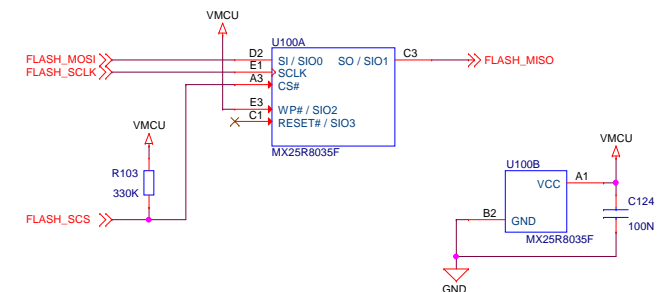 VMCU
U100A
FLASH_MOSI
D2
SI / SIO0
SO / SIO1
C3
FLASH_MISO
FLASH_SCLK
E1
SCLK
A3
CS#
E3
WP# / SIO2
C1
RESET# / SIO3
MX25R8035F
VMCU
R103
330K
FLASH_SCS
VMCU
U100B
VCC
A1
C124
B2
GND
100N
MX25R8035F
GND